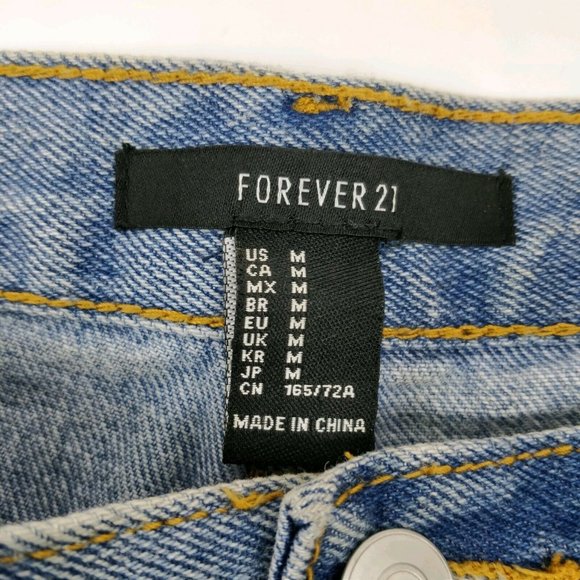 FOREVER 21
US M
CA M
MX M
BR M
EU M
UK M
KR M
JP M
CN 165/72A
MADE IN CHINA